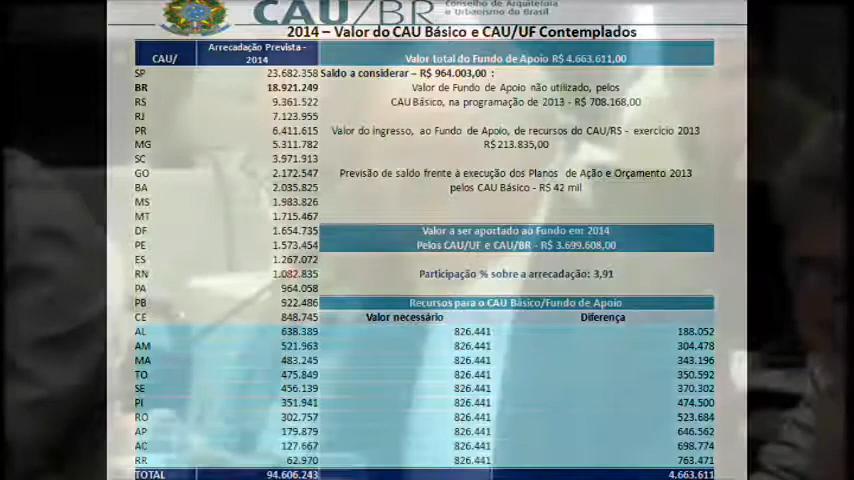 CAU/BR Conselho de Arquitetura
e Urbanismo do Brasil
2014 – Valor do CAU Básico e CAU/UF Contemplados
CAU/ Arrecadação Prevista - 2014 Valor total do Fundo de Apoio R$ 4.663.611,00
SP 23.682.358 Saldo a considerar – R$ 964.003,00 :
BR 18.921.249 Valor de Fundo de Apoio não utilizado, pelos
RS 9.361.522 CAU Básico, na programação de 2013 - R$ 708.168,00
RJ 7.123.955
PR 6.411.615 Valor do ingresso, ao Fundo de Apoio, de recursos do CAU/RS - exercício 2013
MG 5.311.782 R$ 213.835,00
SC 3.971.913
GO 2.172.547 Previsão de saldo frente à execução dos Planos de Ação e Orçamento 2013
BA 2.035.825 pelos CAU Básico - R$ 42 mil
MS 1.983.826
MT 1.715.467
DF 1.654.735 Valor a ser aportado ao Fundo em 2014
PE 1.573.454 Pelos CAU/UF e CAU/BR - R$ 3.699.608,00
ES 1.267.072
RN 1.082.835 Participação % sobre a arrecadação: 3,91
PA 964.058
PB 922.486 Recursos para o CAU Básico/Fundo de Apoio
CE 848.745 Valor necessário Diferença
AL 638.389 826.441 188.052
AM 521.963 826.441 304.478
MA 483.245 826.441 343.196
TO 475.849 826.441 350.592
SE 456.139 826.441 370.302
PI 351.941 826.441 474.500
RO 302.757 826.441 523.684
AP 179.879 826.441 646.562
AC 127.667 826.441 698.774
RR 62.970 826.441 763.471
TOTAL 94.606.243 4.663.611